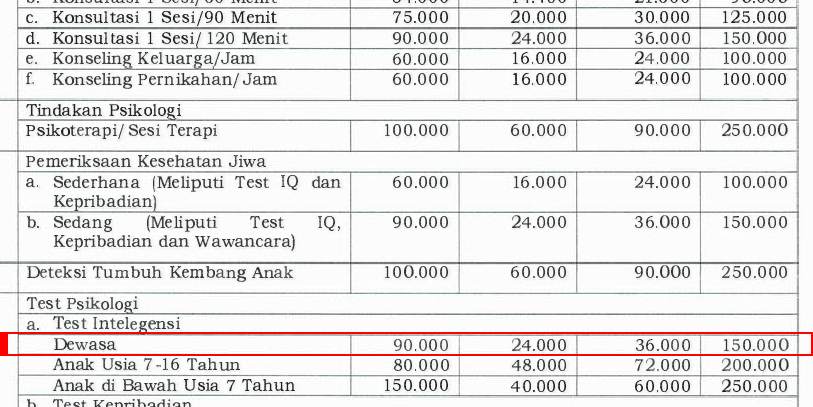 c. Konsultasi 1 Sesi/90 Menit 75.000 20.000 30.000 125.000
d. Konsultasi 1 Sesi/ 120 Menit 90.000 24.000 36.000 150.000
e. Konseling Keluarga/Jam 60.000 16.000 24.000 100.000
f. Konseling Pernikahan/Jam 60.000 16.000 24.000 100.000
Tindakan Psikologi
Psikoterapi/ Sesi Terapi 100.000 60.000 90.000 250.000
Pemeriksaan Kesehatan Jiwa
a. Sederhana (Meliputi Test IQ dan 60.000 16.000 24.000 100.000
Kepribadian)
b. Sedang (Meliputi Test IQ, 90.000 24.000 36.000 150.000
Kepribadian dan Wawancara)
Deteksi Tumbuh Kembang Anak 100.000 60.000 90.000 250.000
Test Psikologi
a. Test Intelegensi
Dewasa 90.000 24.000 36.000 150.000
Anak Usia 7-16 Tahun 80.000 48.000 72.000 200.000
Anak di Bawah Usia 7 Tahun 150.000 40.000 60.000 250.000
b. Test Kepribadian